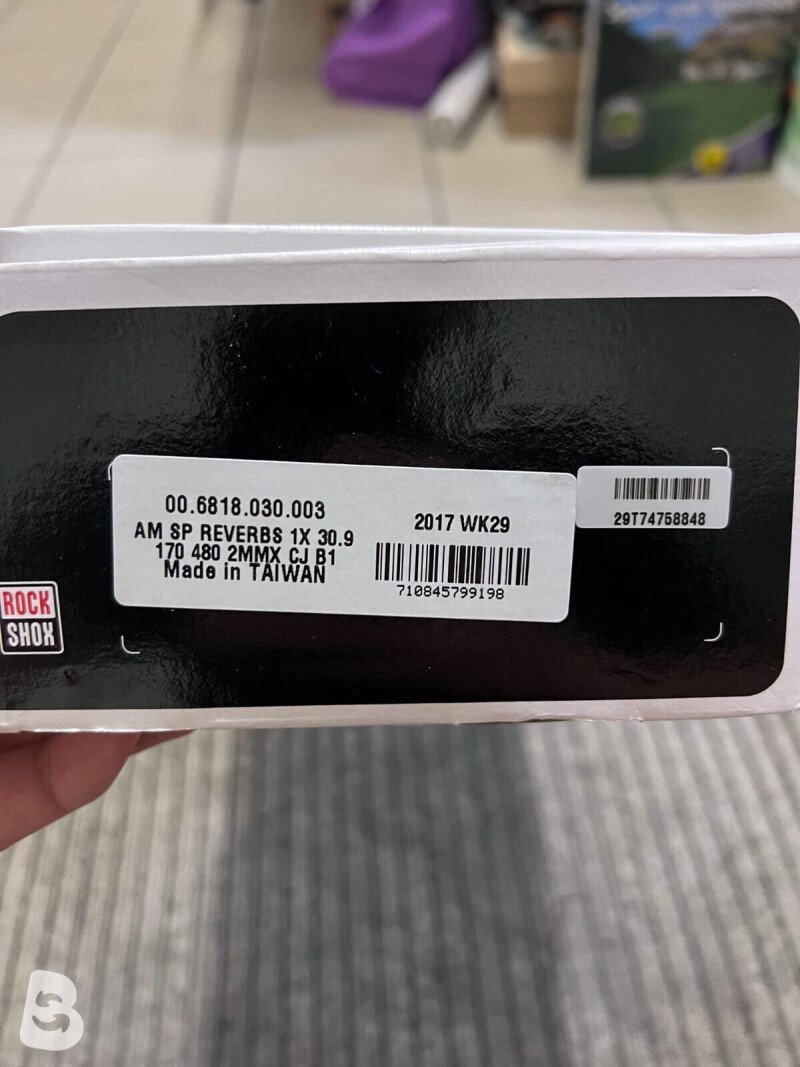 00.6818.030.003
AM SP REVERBS 1X 30.9
170 480 2MMX CJ B1
Made in TAIWAN
2017 WK29
710845799198
29T74758848
ROCK
SHOX
B